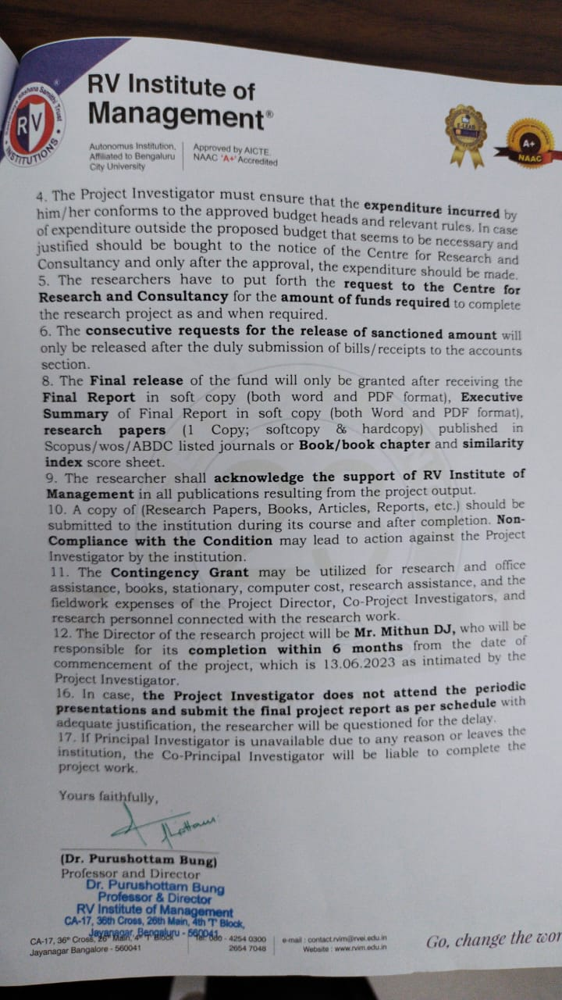 RV Institute of
Management®
Autonomus Institution,
Affiliated to Bengaluru
City University
Approved by AICTE.
NAAC 'A+' Accredited
RV
INSTITUTIONS
E-LEAD
A+
NAAC
4. The Project Investigator must ensure that the expenditure incurred by
him/her conforms to the approved budget heads and relevant rules. In case
of expenditure outside the proposed budget that seems to be necessary and
justified should be bought to the notice of the Centre for Research and
Consultancy and only after the approval, the expenditure should be made.
5. The researchers have to put forth the request to the Centre for
Research and Consultancy for the amount of funds required to complete
the research project as and when required.
6. The consecutive requests for the release of sanctioned amount will
only be released after the duly submission of bills/receipts to the accounts
section.
8. The Final release of the fund will only be granted after receiving the
Final Report in soft copy (both word and PDF format), Executive
Summary of Final Report in soft copy (both Word and PDF format),
research papers (1 Copy; softcopy & hardcopy) published in
Scopus/wos/ABDC listed journals or Book/book chapter and similarity
index score sheet.
9. The researcher shall acknowledge the support of RV Institute of
Management in all publications resulting from the project output.
10. A copy of (Research Papers, Books, Articles, Reports, etc.) should be
submitted to the institution during its course and after completion. Non-
Compliance with the Condition may lead to action against the Project
Investigator by the institution.
11. The Contingency Grant may be utilized for research and office
assistance, books, stationary, computer cost, research assistance, and the
fieldwork expenses of the Project Director, Co-Project Investigators, and
research personnel connected with the research work.
12. The Director of the research project will be Mr. Mithun DJ, who will be
responsible for its completion within 6 months from the date of
commencement of the project, which is 13.06.2023 as intimated by the
Project Investigator.
16. In case, the Project Investigator does not attend the periodic
presentations and submit the final project report as per schedule with
adequate justification, the researcher will be questioned for the delay.
17. If Principal Investigator is unavailable due to any reason or leaves the
institution, the Co-Principal Investigator will be liable to complete the
project work.
Yours faithfully,
(Dr. Purushottam Bung)
Professor and Director
Dr. Purushottam Bung
Professor & Director
RV Institute of Management
CA-17, 36th Cross, 26th Main, 4th 'T' Block,
Jayanagar, Bengaluru - 560041
CA-17, 36th Cross, 26th Main, 4th 'T' Block
Jayanagar Bangalore - 560041
Tel: 080 - 4254 0300
2654 7048
e-mail : contact.rvim@rvei.edu.in
Website : www.rvim.edu.in
Go, change the wor